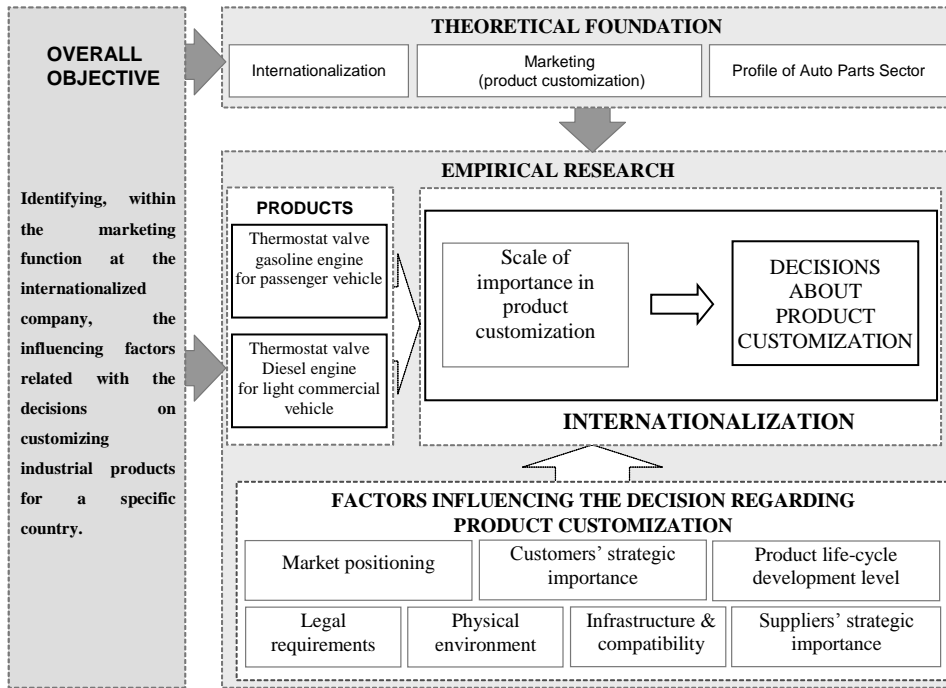 OVERALL
OBJECTIVE
Identifying, within
the marketing
function at the
internationalized
company, the
influencing factors
related with the
decisions on
customizing
industrial products
for a specific
country.
THEORETICAL FOUNDATION
Internationalization
Marketing
(product customization)
Profile of Auto Parts Sector
EMPIRICAL RESEARCH
PRODUCTS
Thermostat valve
gasoline engine
for passenger vehicle
Thermostat valve
Diesel engine
for light commercial
vehicle
Scale of
importance in
product
customization
DECISIONS
ABOUT
PRODUCT
CUSTOMIZATION
INTERNATIONALIZATION
FACTORS INFLUENCING THE DECISION REGARDING
PRODUCT CUSTOMIZATION
Market positioning
Customers’ strategic
importance
Product life-cycle
development level
Legal
requirements
Physical
environment
Infrastructure &
compatibility
Suppliers’ strategic
importance